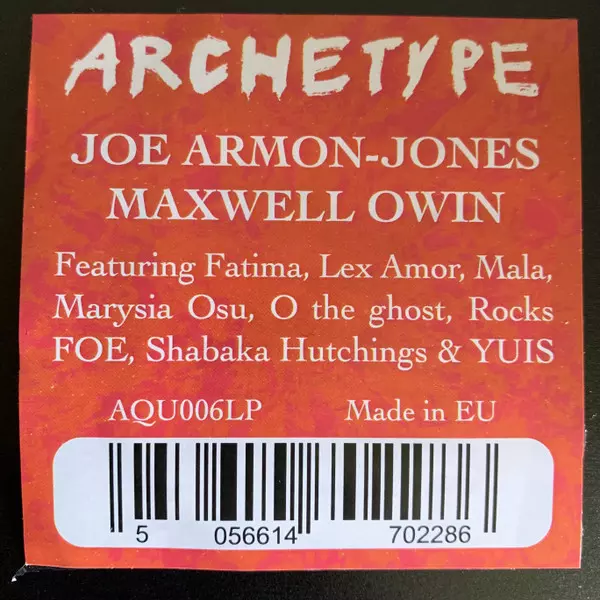 ARCHETYPE
JOE ARMON-JONES
MAXWELL OWIN
Featuring Fatima, Lex Amor, Mala,
Marysia Osu, O the ghost, Rocks
FOE, Shabaka Hutchings & YUIS
AQU006LP Made in EU
5 056614 702286